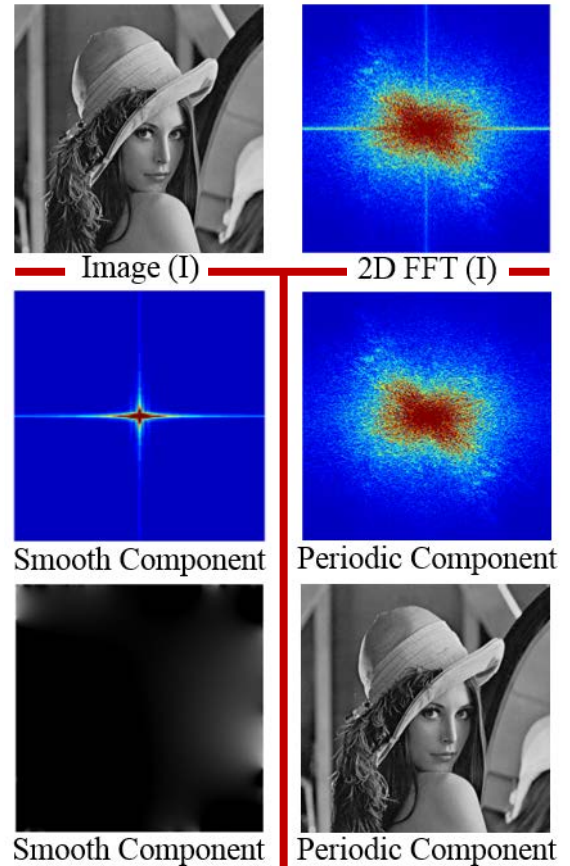 Image (I)
2D FFT (I)
Smooth Component
Periodic Component
Smooth Component
Periodic Component